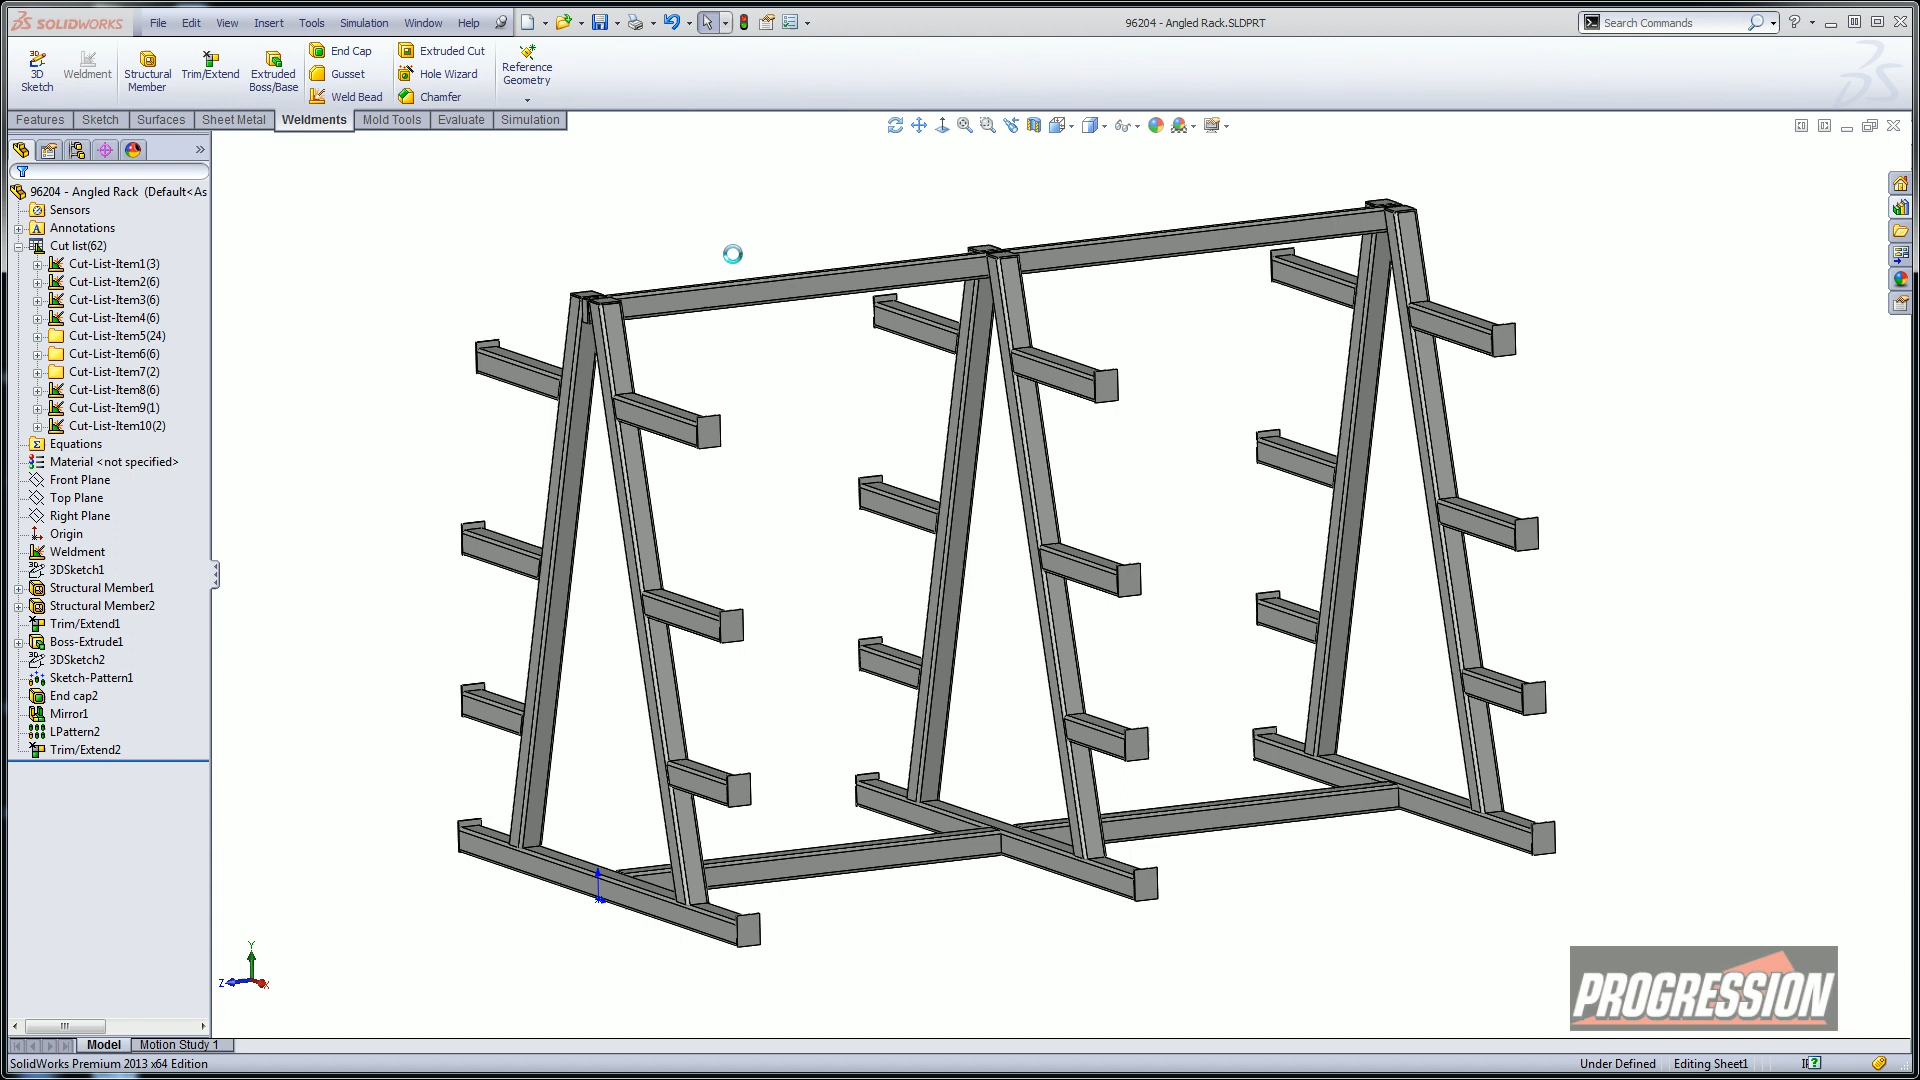 SOLIDWORKS File Edit View Insert Tools Simulation Window Help 96204 - Angled Rack.SLDPRT Search Commands
3D Sketch
Weldment
Structural Member
Trim/Extend
Extruded Boss/Base
End Cap
Gusset
Weld Bead
Extruded Cut
Hole Wizard
Chamfer
Reference Geometry
Features Sketch Surfaces Sheet Metal Weldments Mold Tools Evaluate Simulation
96204 - Angled Rack (Default<As
Sensors
Annotations
Cut list(62)
Cut-List-Item1(3)
Cut-List-Item2(6)
Cut-List-Item3(6)
Cut-List-Item4(6)
Cut-List-Item5(24)
Cut-List-Item6(6)
Cut-List-Item7(2)
Cut-List-Item8(6)
Cut-List-Item9(1)
Cut-List-Item10(2)
Equations
Material <not specified>
Front Plane
Top Plane
Right Plane
Origin
Weldment
3DSketch1
Structural Member1
Structural Member2
Trim/Extend1
Boss-Extrude1
3DSketch2
Sketch-Pattern1
End cap2
Mirror1
LPattern2
Trim/Extend2
Y
Z
X
PROGRESSION
Model Motion Study 1
SolidWorks Premium 2013 x64 Edition Under Defined Editing Sheet1